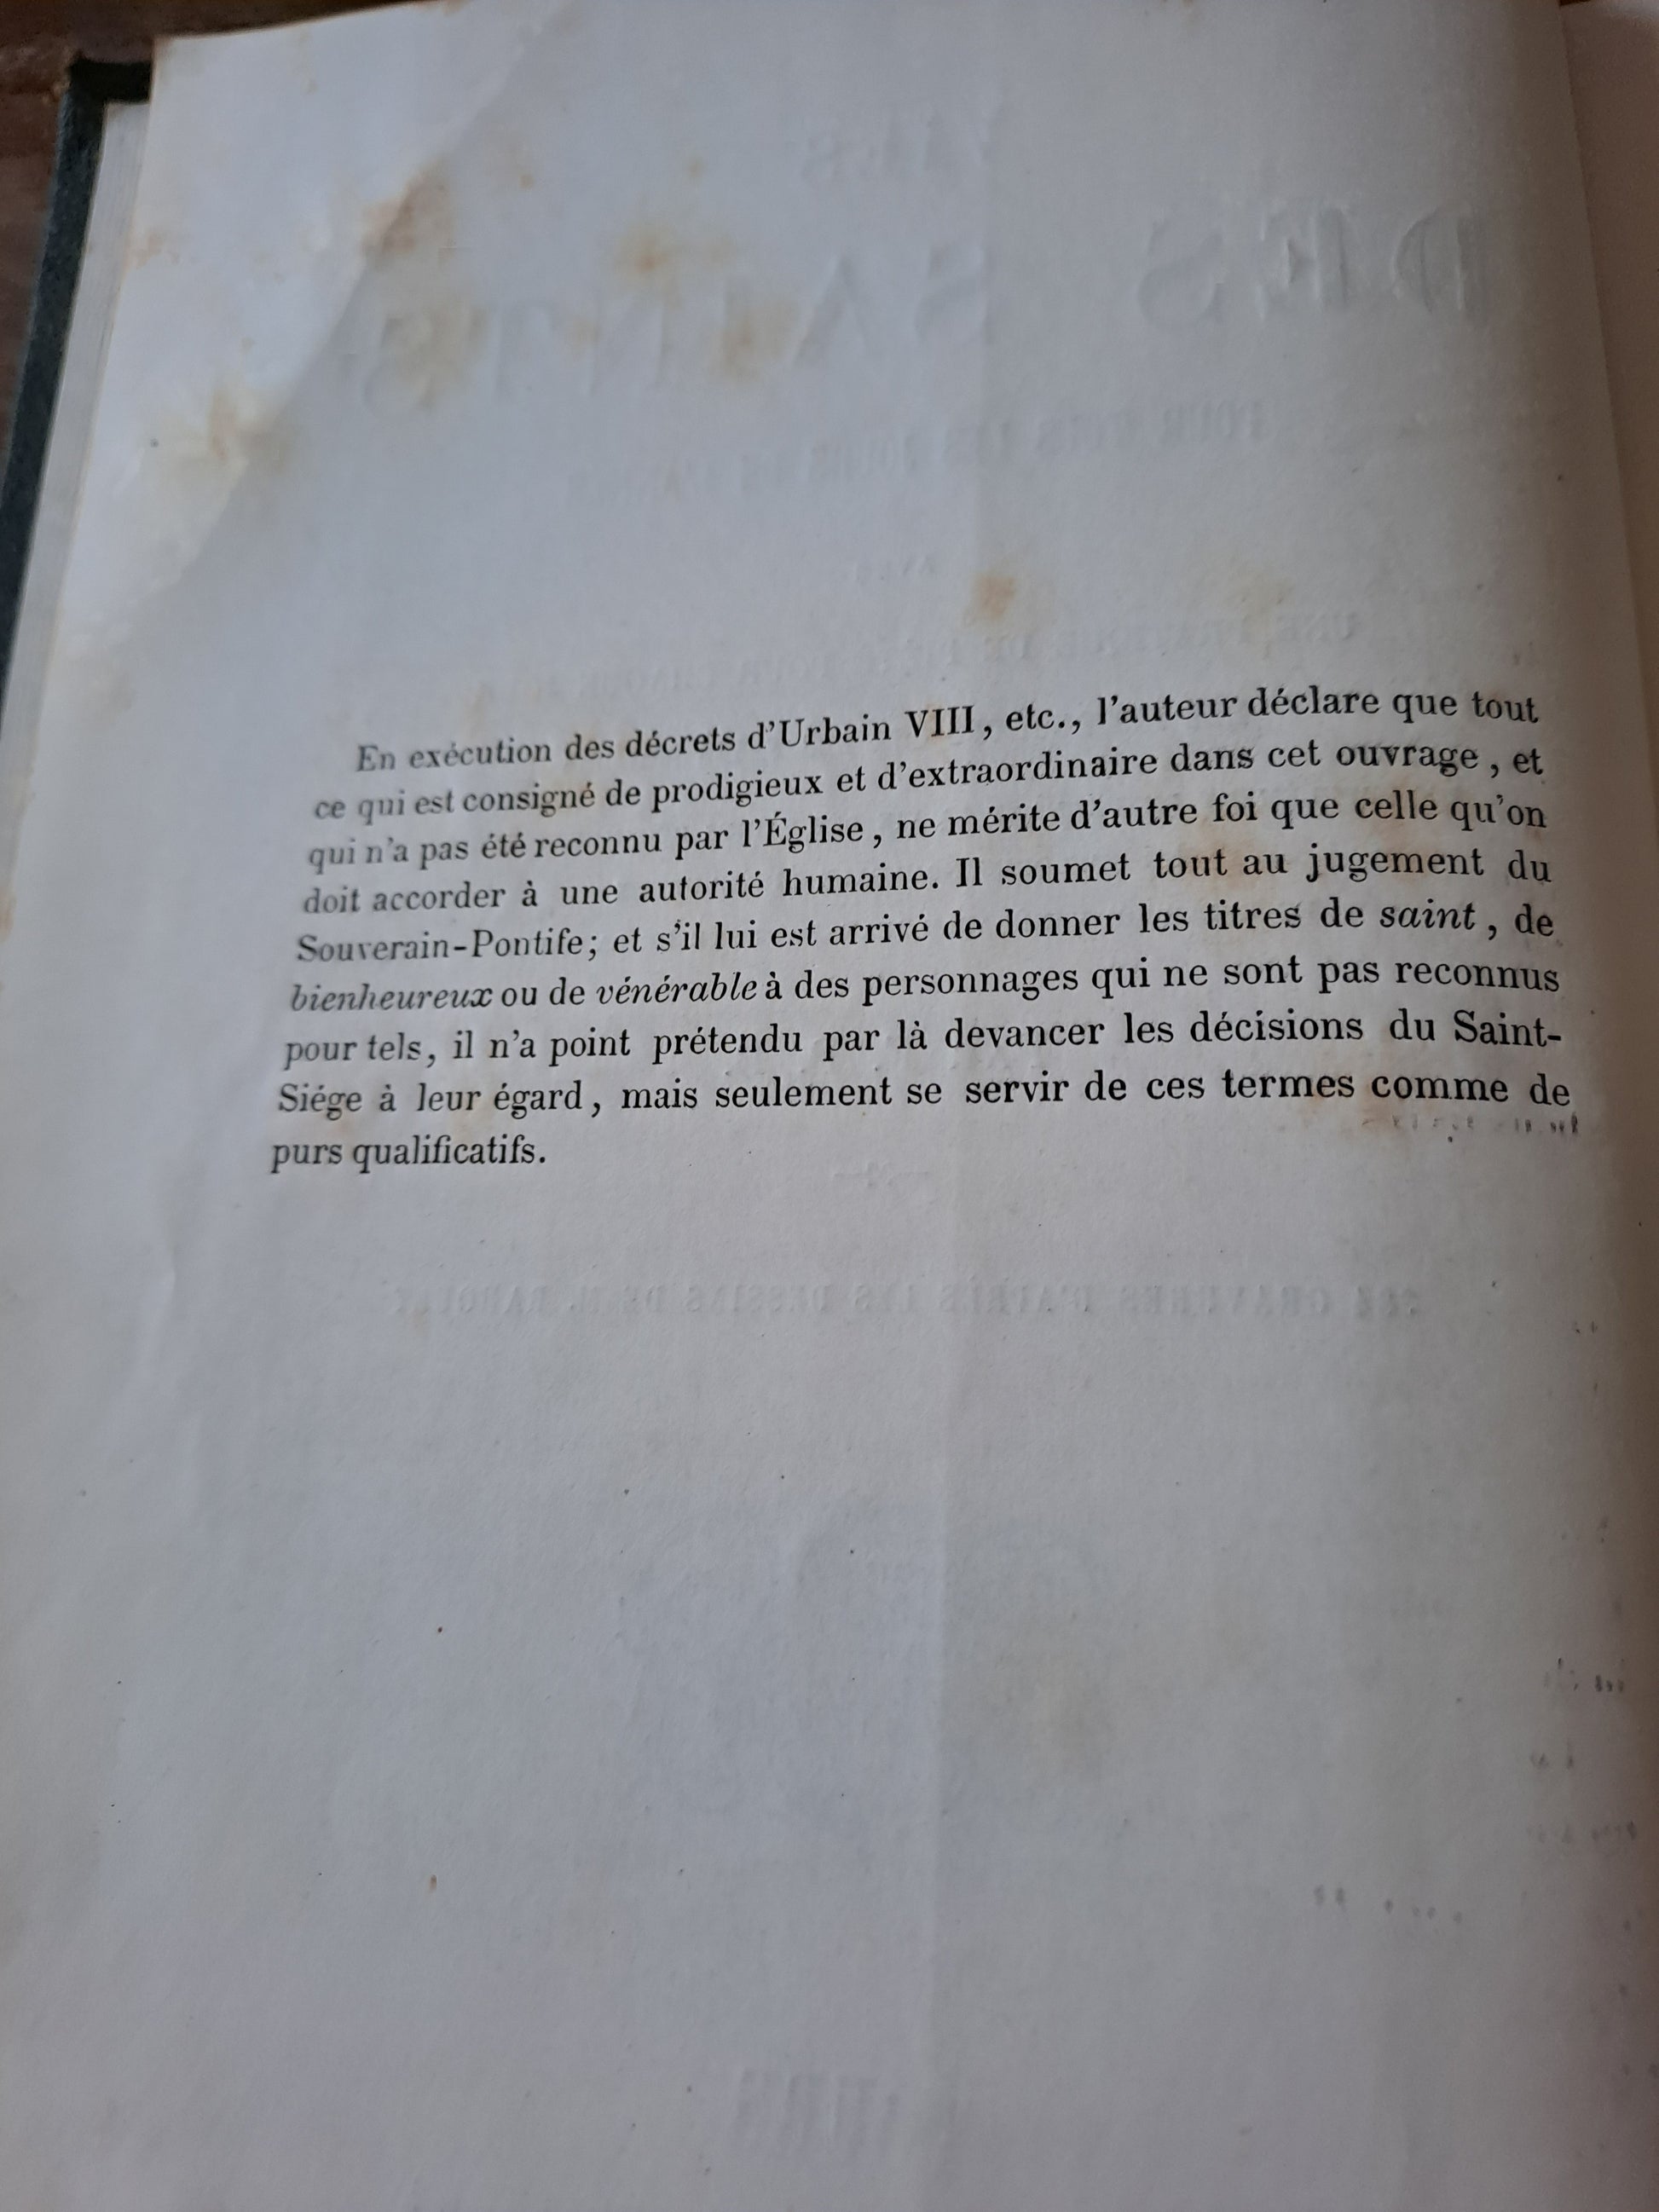 En exécution des décrets d'Urbain VIII, etc., l'auteur déclare que tout
ce qui est consigné de prodigieux et d'extraordinaire dans cet ouvrage, et
qui n'a pas été reconnu par l'Église, ne mérite d'autre foi que celle qu'on
doit accorder à une autorité humaine. Il soumet tout au jugement du
Souverain-Pontife; et s'il lui est arrivé de donner les titres de saint, de
bienheureux ou de vénérable à des personnages qui ne sont pas reconnus
pour tels, il n'a point prétendu par là devancer les décisions du Saint-
Siége à leur égard, mais seulement se servir de ces termes comme de
purs qualificatifs.